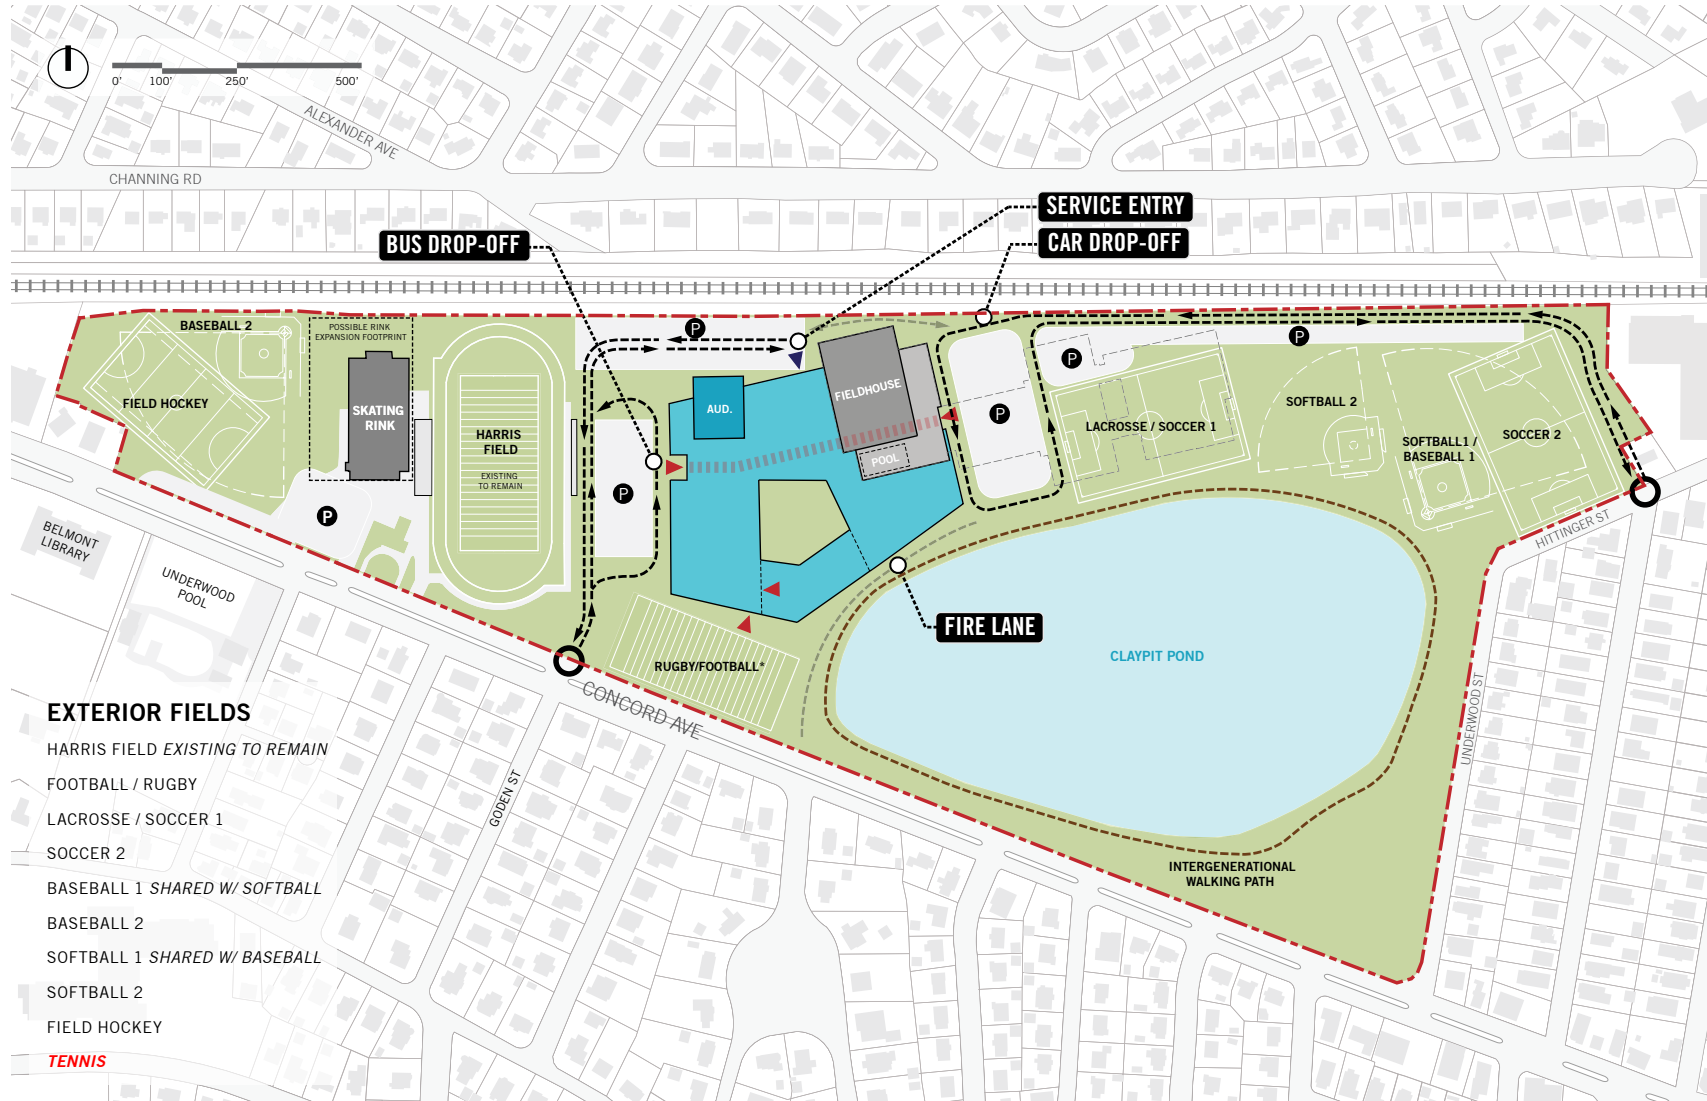 0' 100' 250' 500'
ALEXANDER AVE
CHANNING RD
SERVICE ENTRY
BUS DROP-OFF
CAR DROP-OFF
BASEBALL 2
POSSIBLE RINK
EXPANSION FOOTPRINT
P
P
P
FIELD HOCKEY
SKATING
RINK
HARRIS
FIELD
EXISTING
TO REMAIN
AUD.
FIELDHOUSE
POOL
P
P
P
P
LACROSSE / SOCCER 1
SOFTBALL 2
SOFTBALL1 /
BASEBALL 1
SOCCER 2
BELMONT
LIBRARY
UNDERWOOD
POOL
HITTINGER ST
FIRE LANE
RUGBY/FOOTBALL*
CLAYPIT POND
CONCORD AVE
UNDERWOOD ST
GODEN ST
INTERGENERATIONAL
WALKING PATH
EXTERIOR FIELDS
HARRIS FIELD EXISTING TO REMAIN
FOOTBALL / RUGBY
LACROSSE / SOCCER 1
SOCCER 2
BASEBALL 1 SHARED W/ SOFTBALL
BASEBALL 2
SOFTBALL 1 SHARED W/ BASEBALL
SOFTBALL 2
FIELD HOCKEY
TENNIS